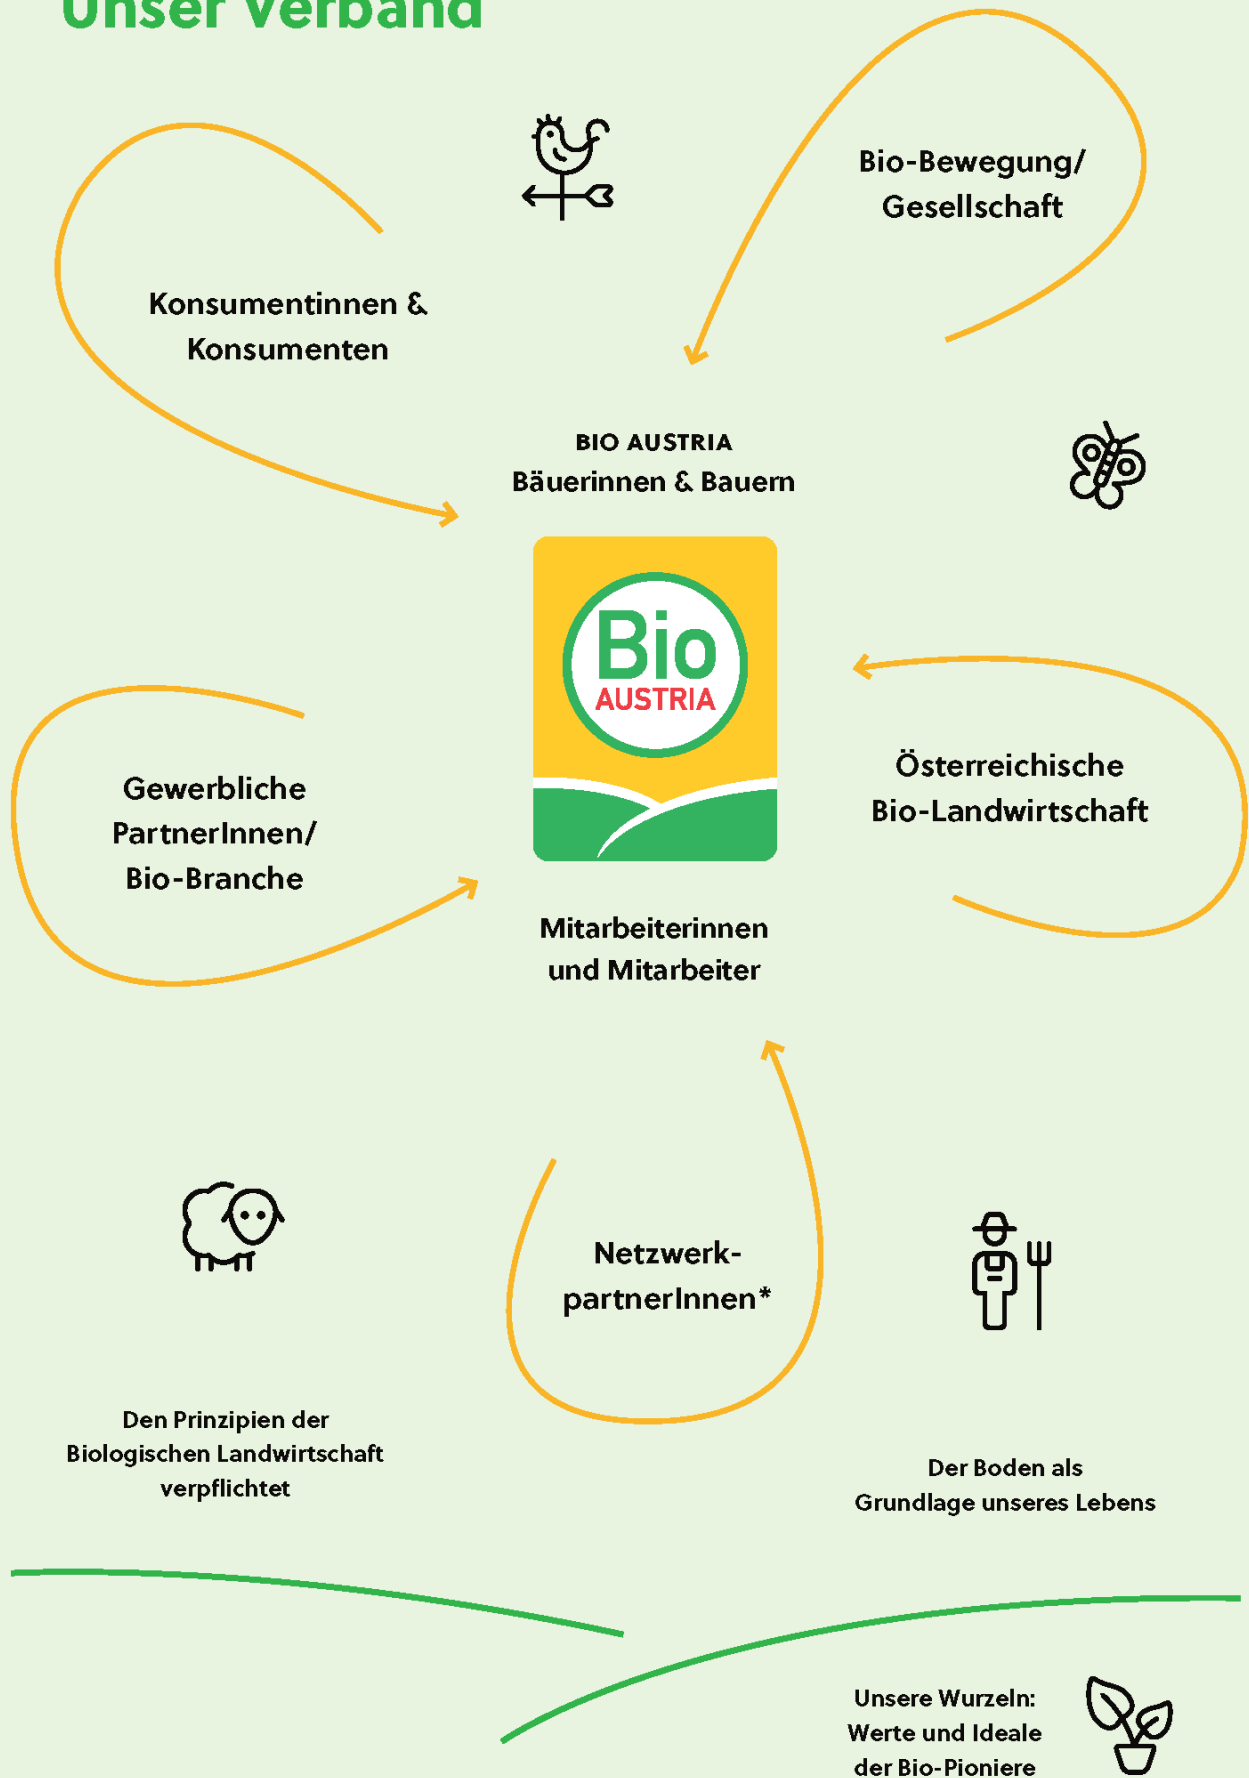 Unser Verband
Bio-Bewegung/
Gesellschaft
Konsumentinnen &
Konsumenten
BIO AUSTRIA
Bäuerinnen & Bauern
Bio
AUSTRIA
Österreichische
Bio-Landwirtschaft
Gewerbliche
PartnerInnen/
Bio-Branche
Mitarbeiterinnen
und Mitarbeiter
Netzwerk-
partnerInnen*
Den Prinzipien der
Biologischen Landwirtschaft
verpflichtet
Der Boden als
Grundlage unseres Lebens
Unsere Wurzeln:
Werte und Ideale
der Bio-Pioniere